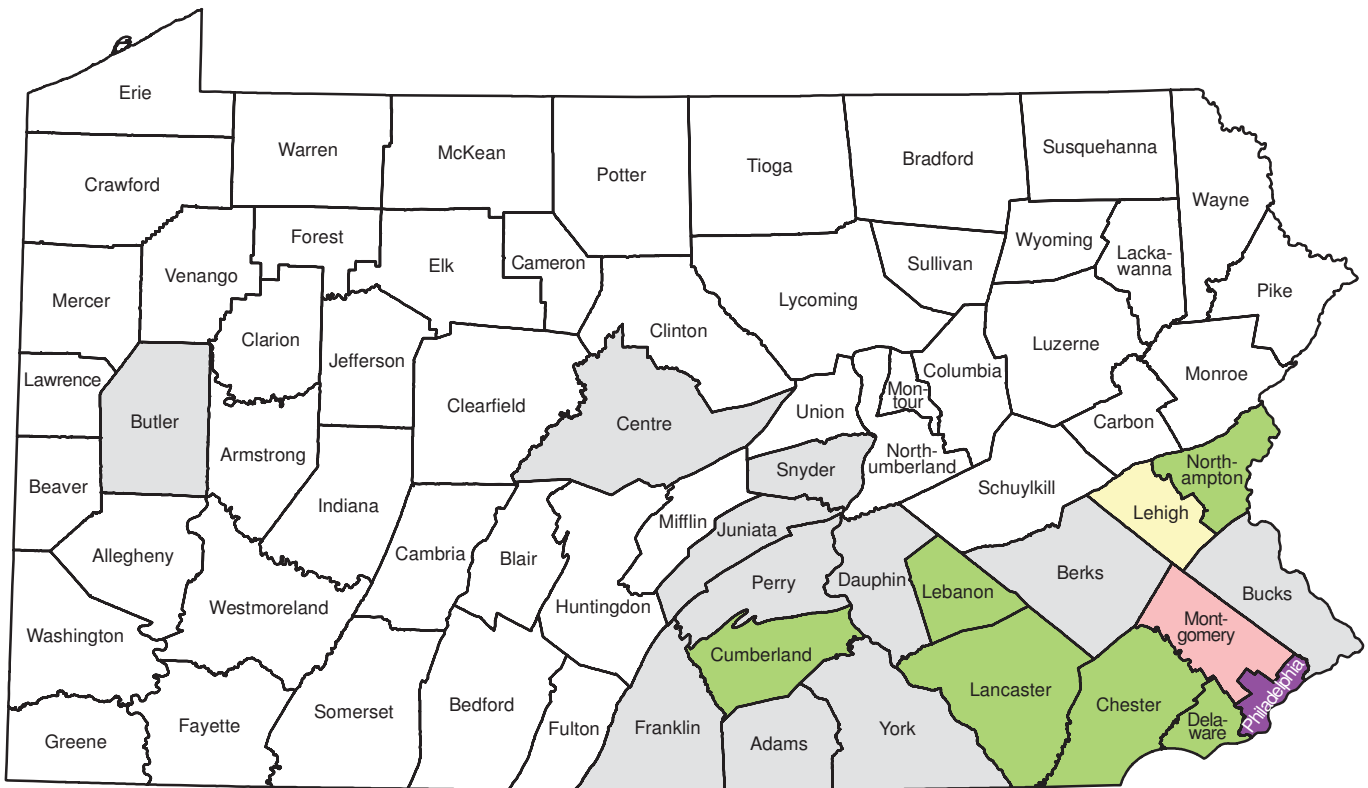 Erie
Warren
McKean
Potter
Tioga
Bradford
Susquehanna
Wayne
Crawford
Forest
Elk
Cameron
Sullivan
Wyoming
Lacka-
wanna
Pike
Venango
Mercer
Clarion
Jefferson
Clinton
Lycoming
Luzerne
Monroe
Lawrence
Butler
Clearfield
Centre
Union
Mon-
tour
Columbia
Carbon
Armstrong
Snyder
North-
umberland
North-
ampton
Beaver
Indiana
Schuylkill
Lehigh
Allegheny
Cambria
Blair
Mifflin
Juniata
Huntingdon
Perry
Dauphin
Lebanon
Berks
Bucks
Washington
Westmoreland
Cumberland
Mont-
gomery
Greene
Fayette
Somerset
Bedford
Fulton
Franklin
Adams
York
Lancaster
Chester
Dela-
ware
Philadelphia